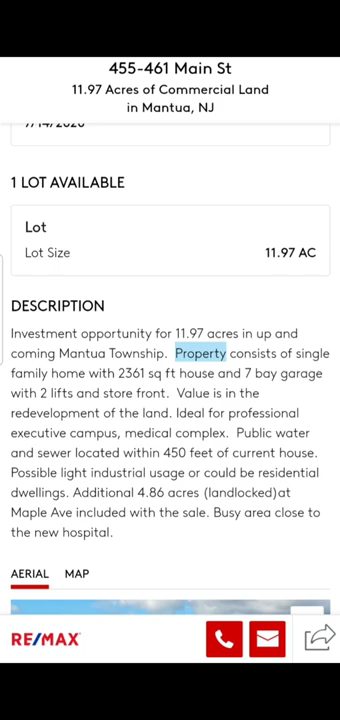 455-461 Main St
11.97 Acres of Commercial Land
in Mantua, NJ
7/14/2020
1 LOT AVAILABLE
Lot
Lot Size 11.97 AC
DESCRIPTION
Investment opportunity for 11.97 acres in up and
coming Mantua Township. Property consists of single
family home with 2361 sq ft house and 7 bay garage
with 2 lifts and store front. Value is in the
redevelopment of the land. Ideal for professional
executive campus, medical complex. Public water
and sewer located within 450 feet of current house.
Possible light industrial usage or could be residential
dwellings. Additional 4.86 acres (landlocked)at
Maple Ave included with the sale. Busy area close to
the new hospital.
AERIAL MAP
RE/MAX